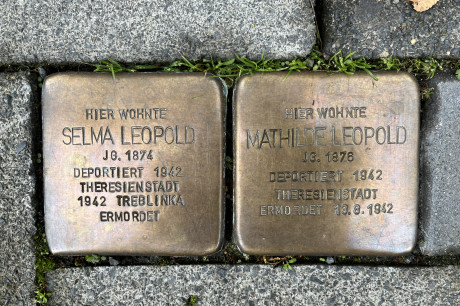 HIER WOHNTE
SELMA LEOPOLD
JG. 1874
DEPORTIERT 1942
THERESIENSTADT
1942 TREBLINKA
ERMORDET
HIER WOHNTE
MATHILDE LEOPOLD
JG. 1876
DEPORTIERT 1942
THERESIENSTADT
ERMORDET 13.9.1942